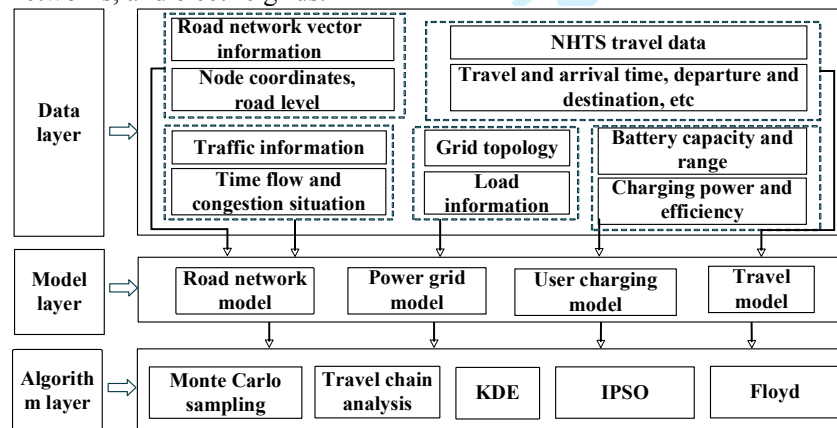 Road network vector
information
Node coordinates,
road level
NHTS travel data
Travel and arrival time, departure and
destination, etc
Data
layer
Traffic information
Time flow and
congestion situation
Grid topology
Load
information
Battery capacity and
range
Charging power and
efficiency
Model
layer
Road network
model
Power grid
model
User charging
model
Travel
model
Algorith
m layer
Monte Carlo
sampling
Travel chain
analysis
KDE
IPSO
Floyd